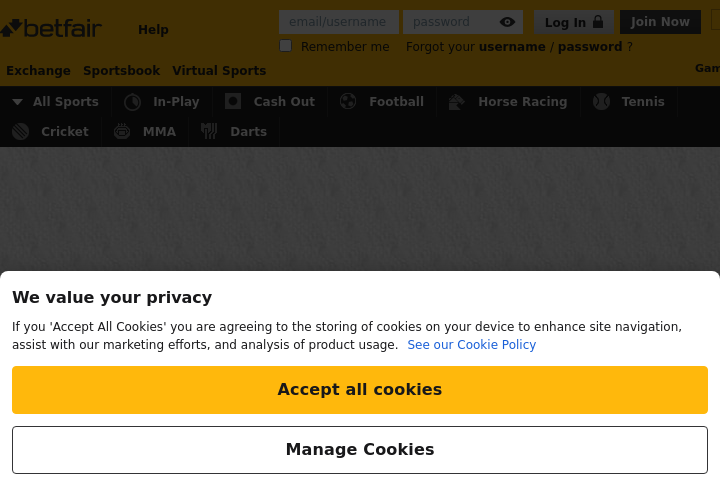 betfair
Help
email/username
password
Log In
Join Now
Remember me
Forgot your username / password ?
Exchange
Sportsbook
Virtual Sports
All Sports
In-Play
Cash Out
Football
Horse Racing
Tennis
Cricket
MMA
Darts
We value your privacy
If you 'Accept All Cookies' you are agreeing to the storing of cookies on your device to enhance site navigation,
assist with our marketing efforts, and analysis of product usage. See our Cookie Policy
Accept all cookies
Manage Cookies